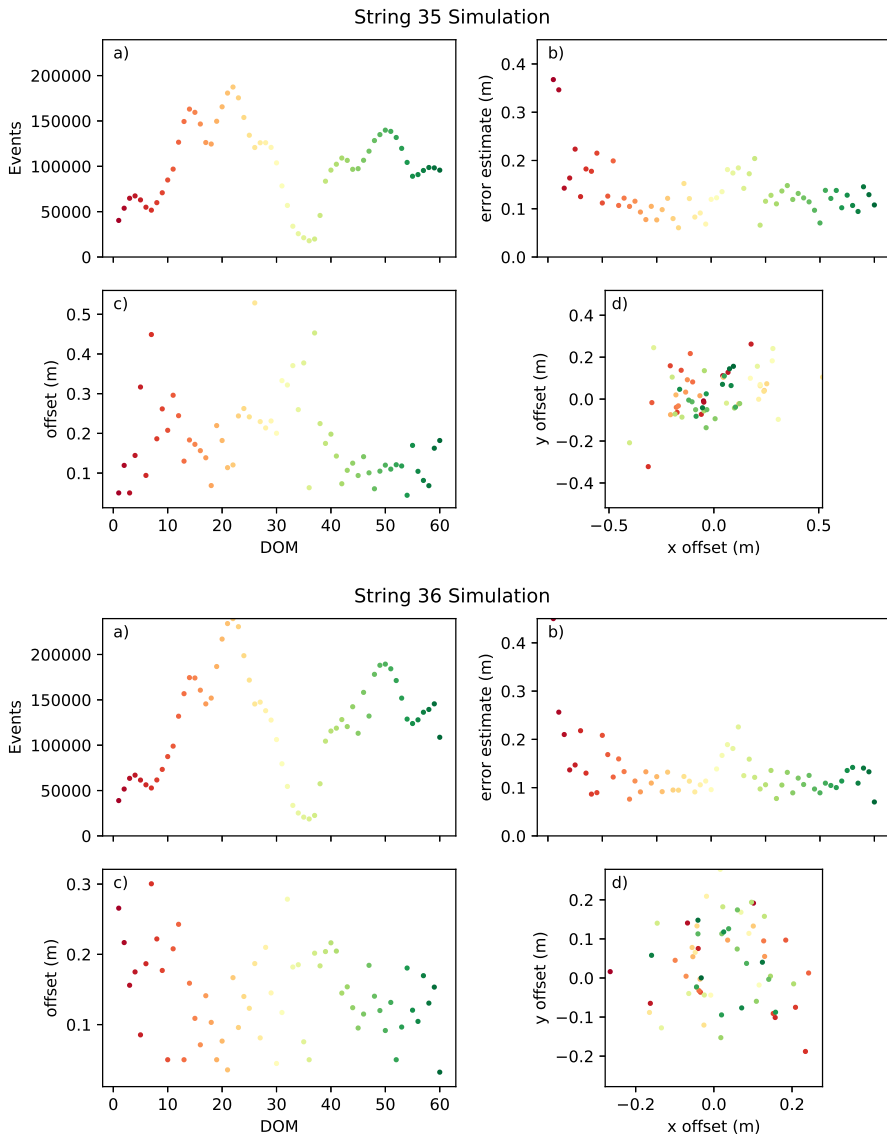 String 35 Simulation
a)
b)
200000
150000
100000
50000
0
Events
0.4
0.3
0.2
0.1
0.0
error estimate (m)
c)
d)
0.5
0.4
0.3
0.2
0.1
offset (m)
0 10 20 30 40 50 60
DOM
0.4
0.2
0.0
−0.2
−0.4
y offset (m)
−0.5 0.0 0.5
x offset (m)
String 36 Simulation
a)
b)
200000
150000
100000
50000
0
Events
0.4
0.3
0.2
0.1
0.0
error estimate (m)
c)
d)
0.3
0.2
0.1
offset (m)
0 10 20 30 40 50 60
DOM
0.2
0.1
0.0
−0.1
−0.2
y offset (m)
−0.2 0.0 0.2
x offset (m)